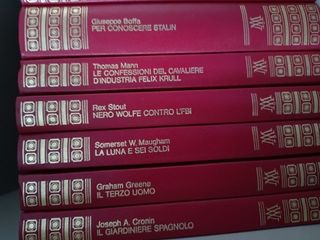 Giuseppe Boffa
PER CONOSCERE STALIN
Thomas Mann
LE CONFESSIONI DEL CAVALIERE
D'INDUSTRIA FELIX KRULL
Rex Stout
NERO WOLFE CONTRO L'FBI
Somerset W. Maugham
LA LUNA E SEI SOLDI
Graham Greene
IL TERZO UOMO
Joseph A. Cronin
IL GIARDINIERE SPAGNOLO